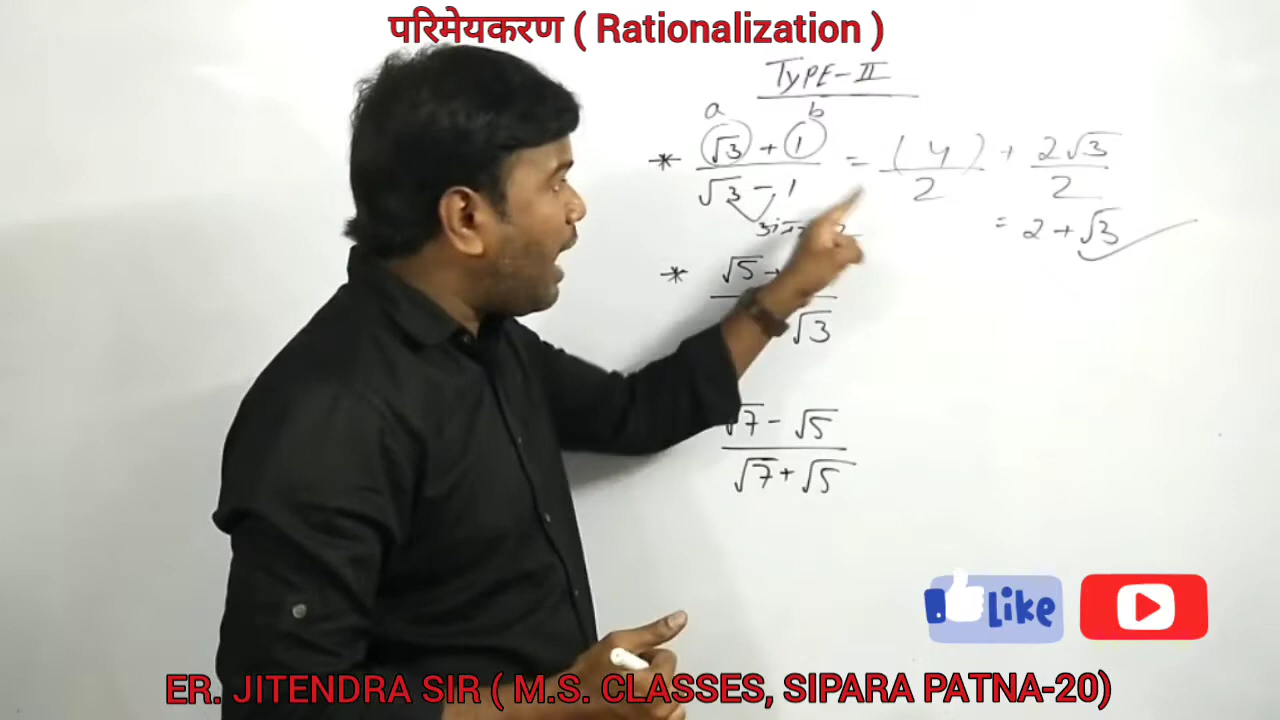 परिमेयकरण ( Rationalization )
TYPE-II
a b
* √3 + 1 = (4) + 2√3
√3 - 1 2 2
= 2 + √3
* √5 +
√3
√7 - √5
√7 + √5
Like
ER. JITENDRA SIR ( M.S. CLASSES, SIPARA PATNA-20)